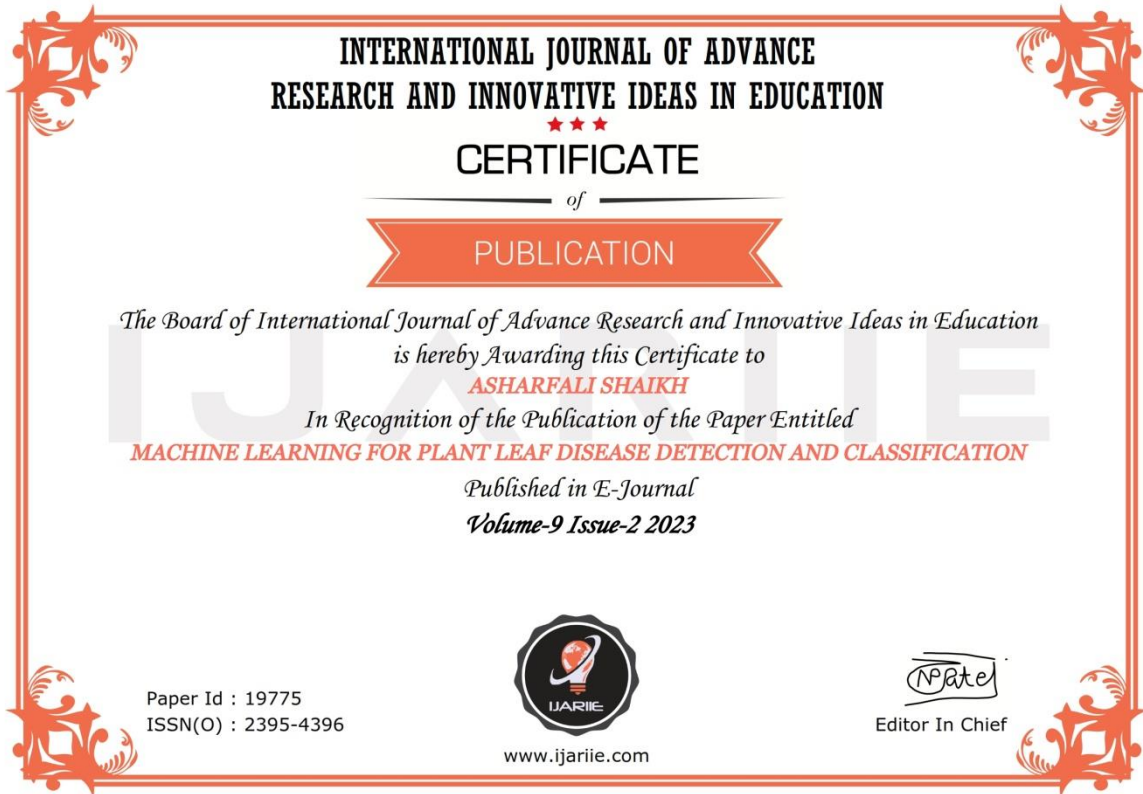 INTERNATIONAL JOURNAL OF ADVANCE
RESEARCH AND INNOVATIVE IDEAS IN EDUCATION
CERTIFICATE
of
PUBLICATION
IJARIIE
The Board of International Journal of Advance Research and Innovative Ideas in Education
is hereby Awarding this Certificate to
ASHARFALI SHAIKH
In Recognition of the Publication of the Paper Entitled
MACHINE LEARNING FOR PLANT LEAF DISEASE DETECTION AND CLASSIFICATION
Published in E-Journal
Volume-9 Issue-2 2023
Paper Id : 19775
ISSN(O) : 2395-4396
IJARIIE
www.ijariie.com
Editor In Chief